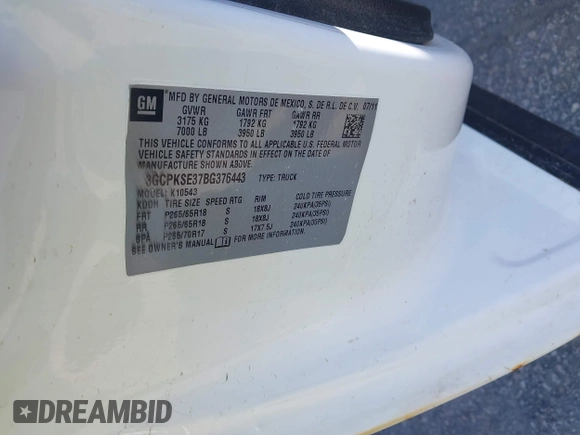 GM
*MFD BY GENERAL MOTORS DE MEXICO, S. DE R.L. DE C.V. 07/11
GVWR GAWR FRT GAWR RR
3175 KG 1792 KG *792 KG
7000 LB 3950 LB 3950 LB
THIS VEHICLE CONFORMS TO ALL APPLICABLE U.S. FEDERAL MOTOR
VEHICLE SAFETY STANDARDS IN EFFECT ON THE DATE OF
MANUFACTURE SHOWN ABOVE.
3GCPKSE37BG376443 TYPE: TRUCK
MODEL: K10543
XDDN TIRE SIZE SPEED RTG RIM COLD TIRE PRESSURE
FRT P265/65R18 S 18X8J 240KPA(35PSI)
RR P265/65R18 S 18X8J 240KPA(35PSI)
SPA P265/70R17 S 17X7.5J 240KPA(35PSI)
SEE OWNER'S MANUAL FOR MORE INFORMATION.
DREAMBID